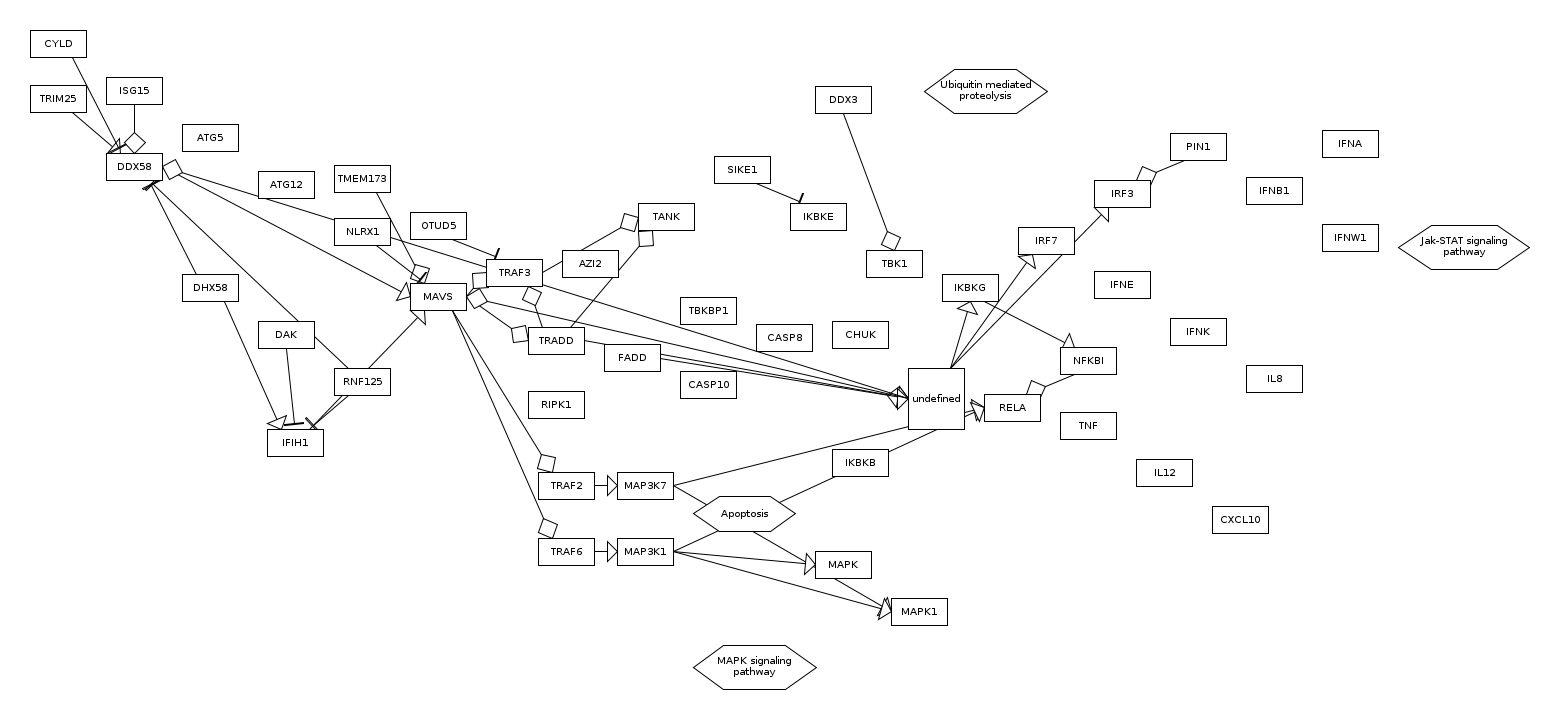 CYLD
TRIM25
ISG15
ATG5
DDX58
ATG12
TMEM173
NLRX1
OTUD5
DHX58
DAK
RNF125
IFIH1
MAVS
TRAF3
TANK
AZI2
TRADD
FADD
RIPK1
TRAF2
TRAF6
MAP3K7
MAP3K1
SIKE1
IKBKE
DDX3
TBK1
TBKBP1
CASP8
CASP10
CHUK
IKBKB
Apoptosis
MAPK
MAPK1
MAPK signaling
pathway
Ubiquitin mediated
proteolysis
undefined
IKBKG
IRF7
IRF3
PIN1
NFKBI
RELA
TNF
IFNA
IFNB1
IFNW1
IFNE
IFNK
IL8
IL12
CXCL10
Jak-STAT signaling
pathway